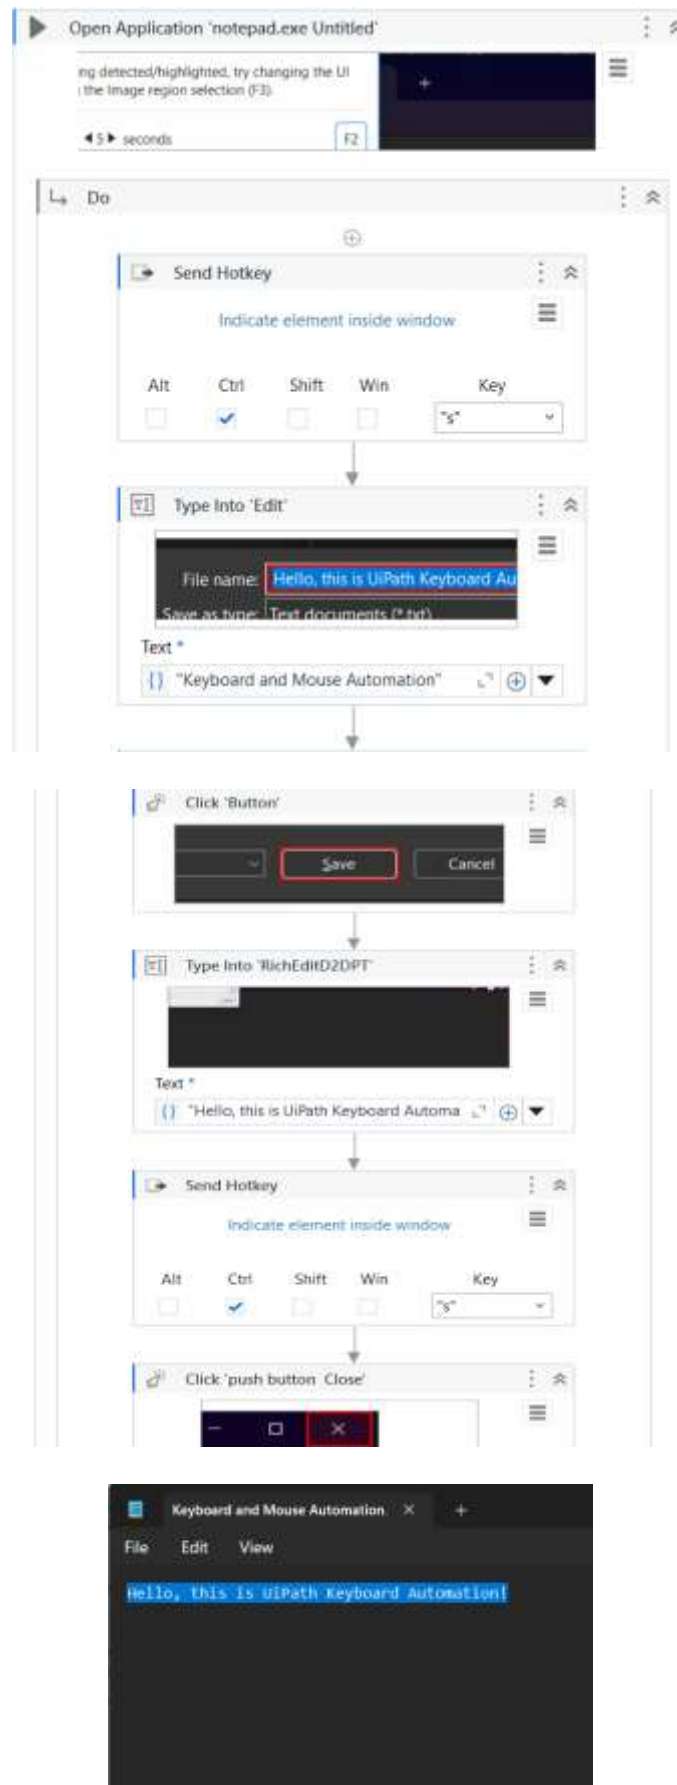 Open Application 'notepad.exe Untitled'
ng detected/highlighted, try changing the UI
the Image region selection (F3).
5 seconds F2
Do
Send Hotkey
Indicate element inside window
Alt Ctrl Shift Win Key
"s"
Type Into 'Edit'
File name: Hello, this is UiPath Keyboard Au
Save as type: Text documents (*.txt)
Text *
"Keyboard and Mouse Automation"
Click 'Button'
Save Cancel
Type Into 'RichEditD2DPT'
Text *
"Hello, this is UiPath Keyboard Automa
Send Hotkey
Indicate element inside window
Alt Ctrl Shift Win Key
"s"
Click 'push button Close'
Keyboard and Mouse Automation
File Edit View
Hello, this is UiPath Keyboard Automation!